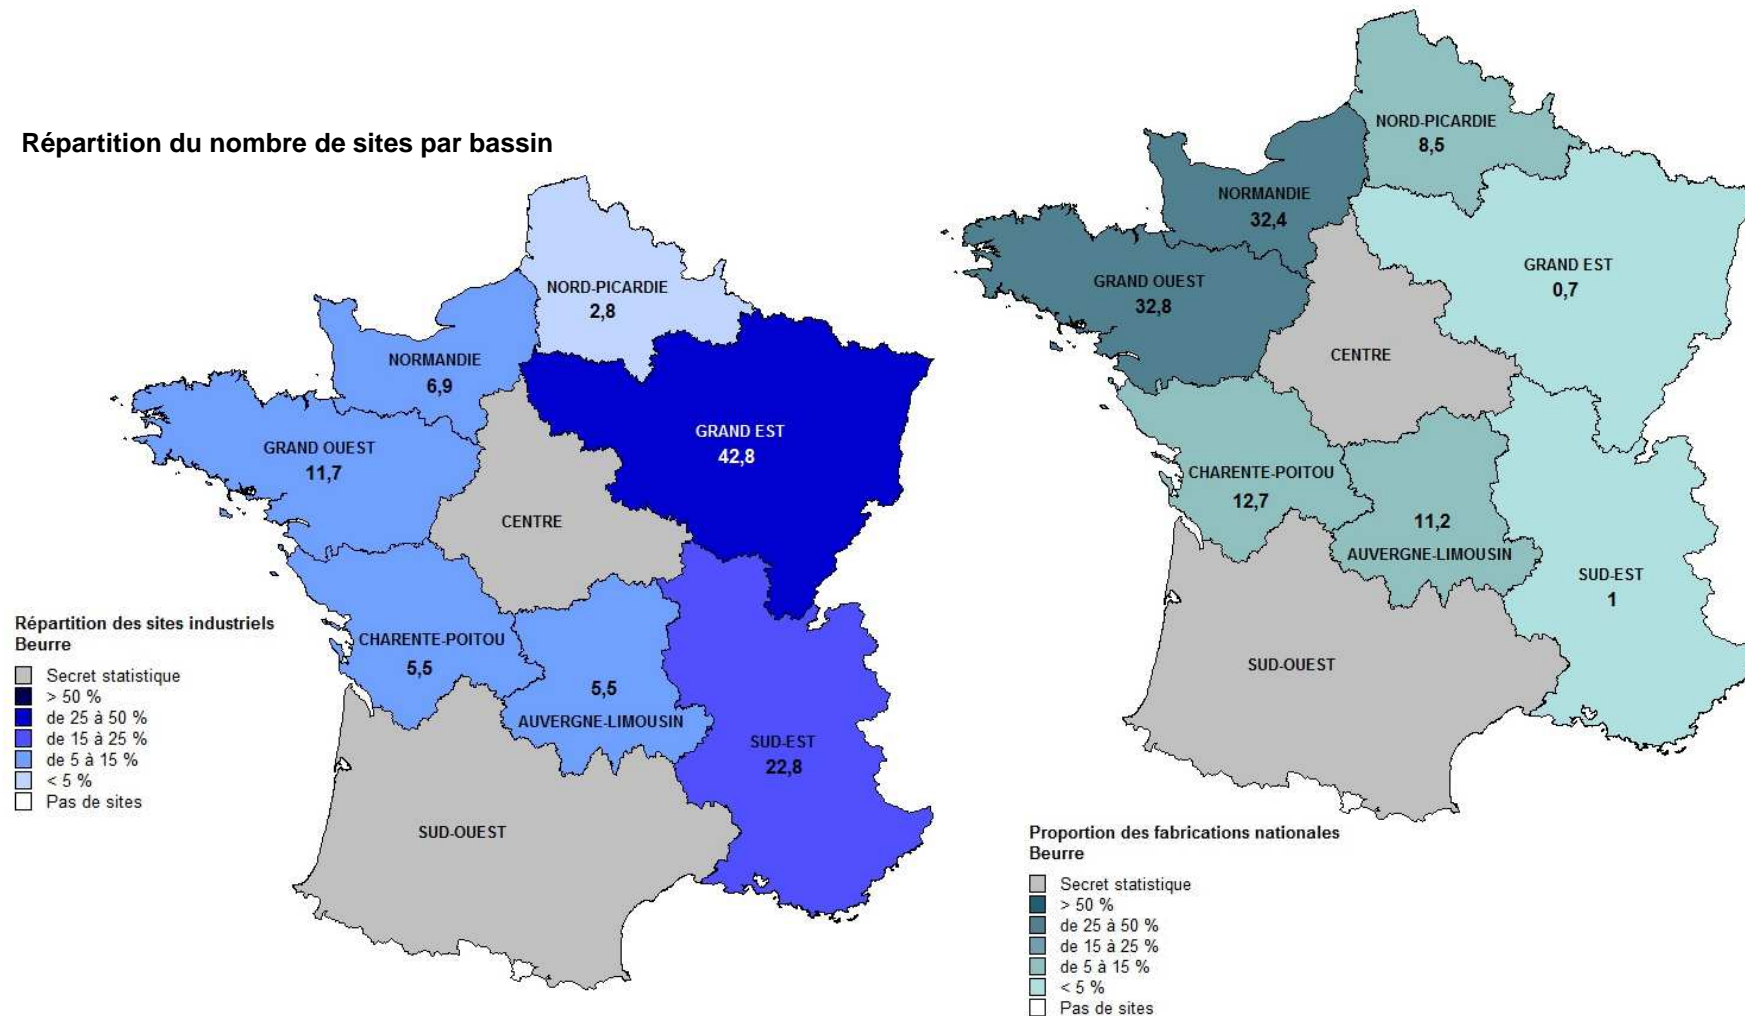 Répartition du nombre de sites par bassin
NORD-PICARDIE
2,8
NORMANDIE
6,9
GRAND OUEST
11,7
GRAND EST
42,8
CENTRE
CHARENTE-POITOU
5,5
5,5
AUVERGNE-LIMOUSIN
SUD-EST
22,8
SUD-OUEST
Répartition des sites industriels
Beurre
Secret statistique
> 50 %
de 25 à 50 %
de 15 à 25 %
de 5 à 15 %
< 5 %
Pas de sites
NORD-PICARDIE
8,5
NORMANDIE
32,4
GRAND OUEST
32,8
GRAND EST
0,7
CENTRE
CHARENTE-POITOU
12,7
11,2
AUVERGNE-LIMOUSIN
SUD-EST
1
SUD-OUEST
Proportion des fabrications nationales
Beurre
Secret statistique
> 50 %
de 25 à 50 %
de 15 à 25 %
de 5 à 15 %
< 5 %
Pas de sites